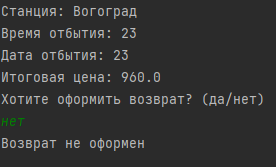 Станция: Вогоград
Время отбытия: 23
Дата отбытия: 23
Итоговая цена: 960.0
Хотите оформить возврат? (да/нет)
нет
Возврат не оформен